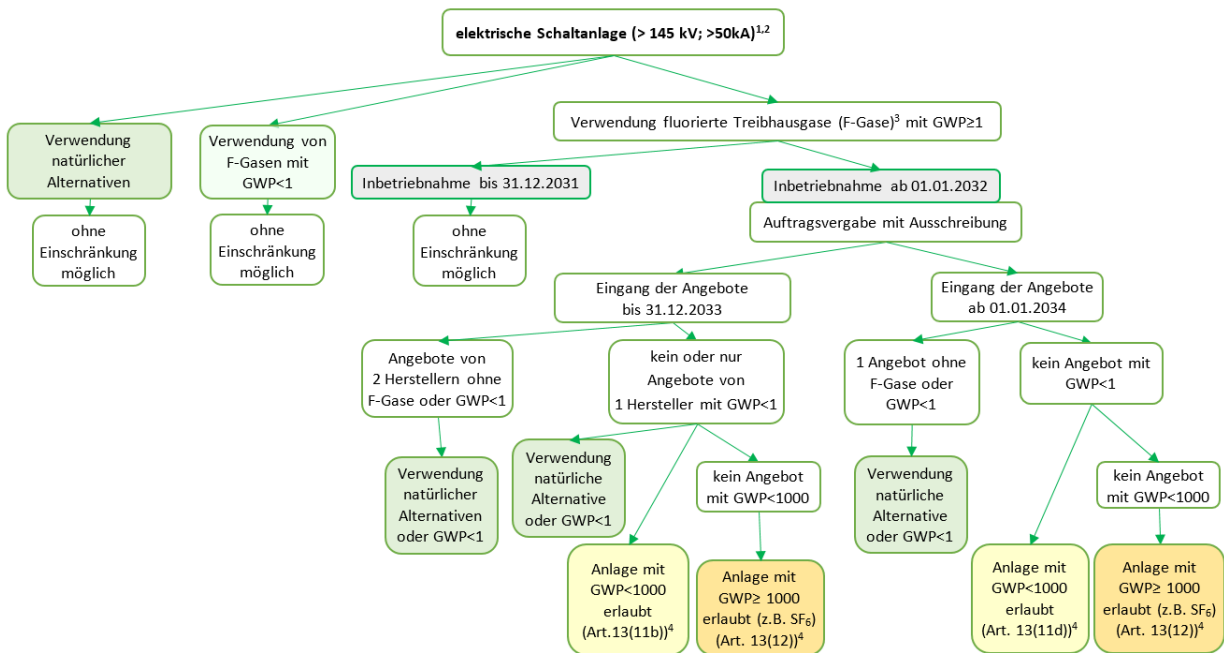 elektrische Schaltanlage (> 145 kV; >50kA)¹,²
Verwendung
natürlicher
Alternativen
Verwendung von
F-Gasen mit
GWP<1
Verwendung fluorierte Treibhausgase (F-Gase)³ mit GWP≥1
Inbetriebnahme bis 31.12.2031
Inbetriebnahme ab 01.01.2032
ohne
Einschränkung
möglich
ohne
Einschränkung
möglich
ohne
Einschränkung
möglich
Auftragsvergabe mit Ausschreibung
Eingang der Angebote
bis 31.12.2033
Eingang der Angebote
ab 01.01.2034
Angebote von
2 Herstellern ohne
F-Gase oder GWP<1
kein oder nur
Angebote von
1 Hersteller mit GWP<1
1 Angebot ohne
F-Gase oder
GWP<1
kein Angebot mit
GWP<1
Verwendung
natürlicher
Alternativen
oder GWP<1
Verwendung
natürliche
Alternative
oder GWP<1
kein Angebot
mit GWP<1000
Verwendung
natürliche
Alternative
oder GWP<1
kein Angebot
mit GWP<1000
Anlage mit
GWP<1000
erlaubt
(Art.13(11b))⁴
Anlage mit
GWP≥ 1000
erlaubt (z.B. SF₆)
(Art. 13(12))⁴
Anlage mit
GWP<1000
erlaubt
(Art. 13(11d))⁴
Anlage mit
GWP≥ 1000
erlaubt (z.B. SF₆)
(Art. 13(12))⁴